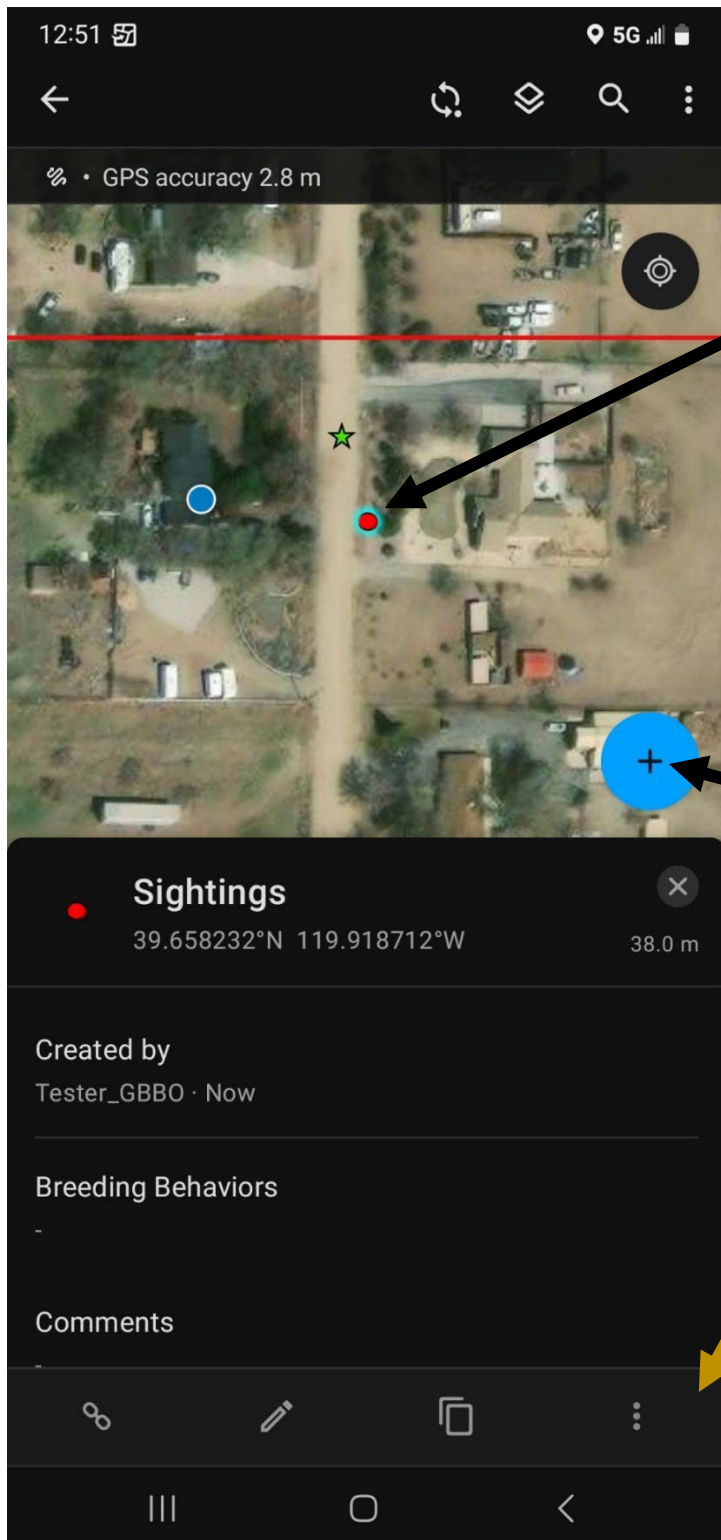 12:51
5G
GPS accuracy 2.8 m
Sightings
39.658232°N 119.918712°W
38.0 m
Created by
Tester_GBBO · Now
Breeding Behaviors
-
Comments
-